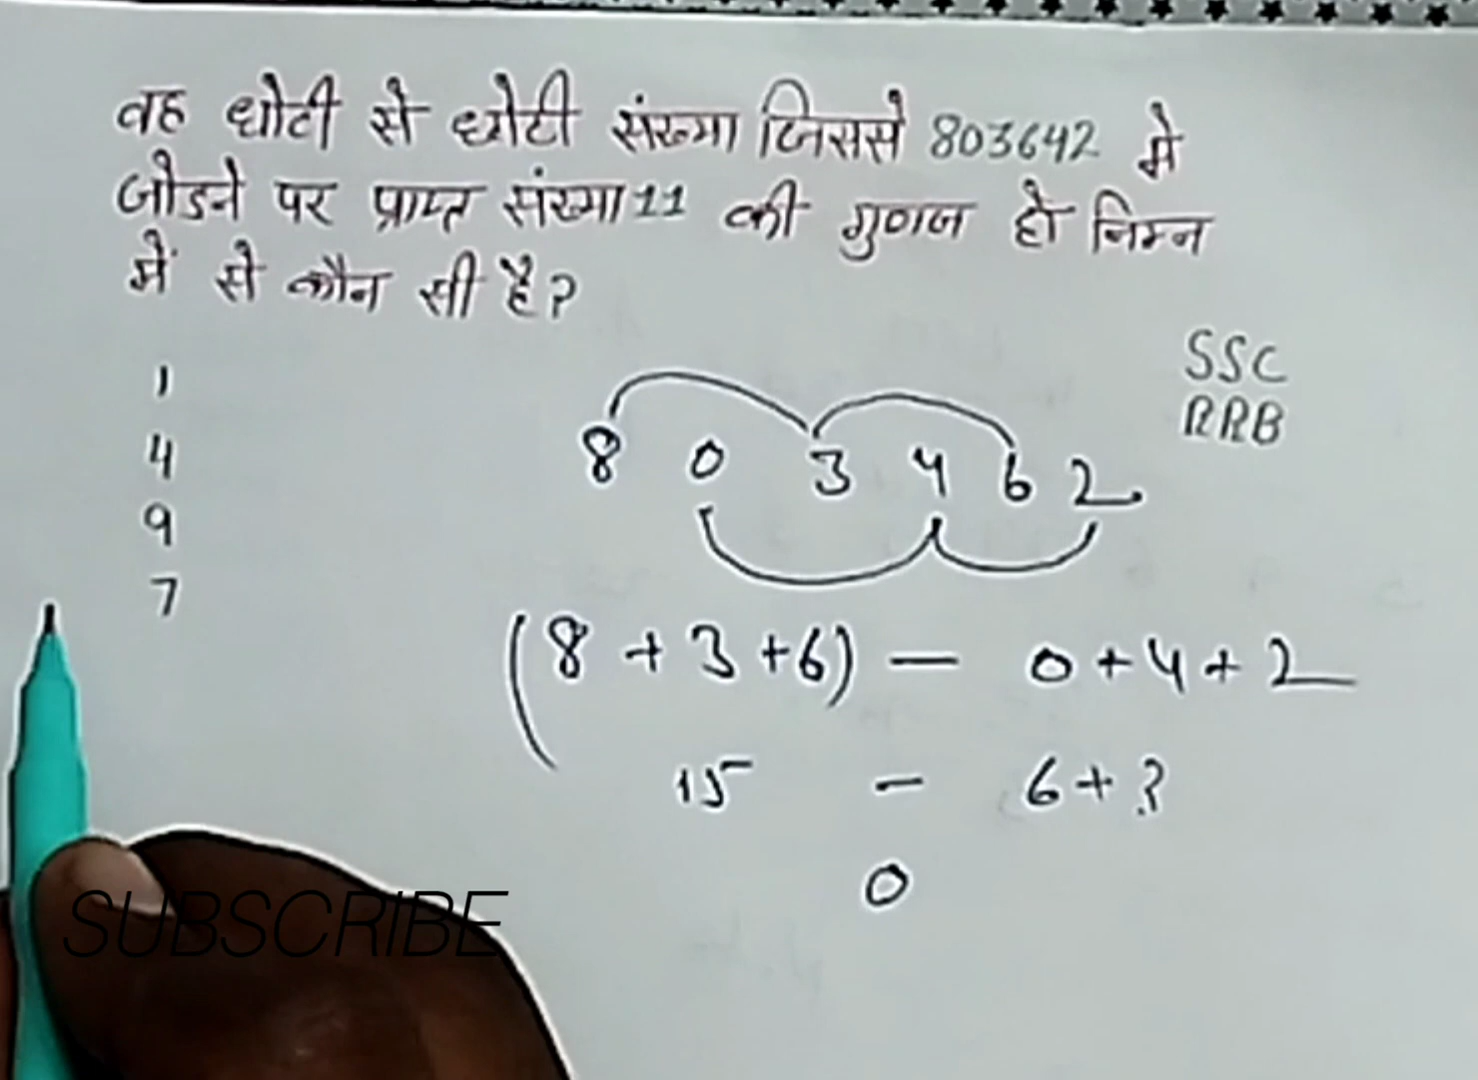 वह छोटी से छोटी संख्या जिससे 803642 मे
जोडने पर प्राप्त संख्या 11 की गुणज हो निम्न
में से कौन सी है?
SSC
RRB
1
4
9
7
8 0 3 4 6 2
(8 + 3 + 6) - 0 + 4 + 2
15 - 6 + ?
0
SUBSCRIBE